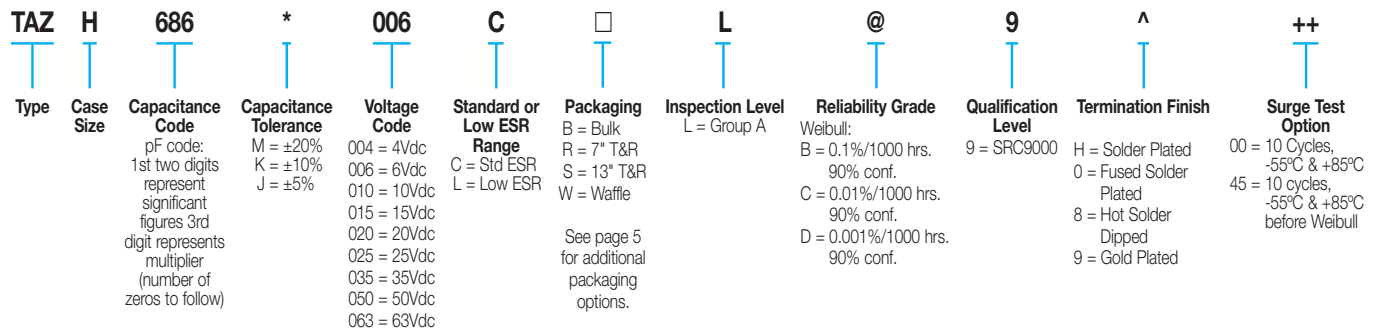 TAZ H 686 * 006 C □ L @ 9 ^ ++
Type
Case
Size
Capacitance
Code
pF code:
1st two digits
represent
significant
figures 3rd
digit represents
multiplier
(number of
zeros to follow)
Capacitance
Tolerance
M = ±20%
K = ±10%
J = ±5%
Voltage
Code
004 = 4Vdc
006 = 6Vdc
010 = 10Vdc
015 = 15Vdc
020 = 20Vdc
025 = 25Vdc
035 = 35Vdc
050 = 50Vdc
063 = 63Vdc
Standard or
Low ESR
Range
C = Std ESR
L = Low ESR
Packaging
B = Bulk
R = 7" T&R
S = 13" T&R
W = Waffle
See page 5
for additional
packaging
options.
Inspection Level
L = Group A
Reliability Grade
Weibull:
B = 0.1%/1000 hrs.
90% conf.
C = 0.01%/1000 hrs.
90% conf.
D = 0.001%/1000 hrs.
90% conf.
Qualification
Level
9 = SRC9000
Termination Finish
H = Solder Plated
0 = Fused Solder
Plated
8 = Hot Solder
Dipped
9 = Gold Plated
Surge Test
Option
00 = 10 Cycles,
-55ºC & +85ºC
45 = 10 cycles,
-55ºC & +85ºC
before Weibull